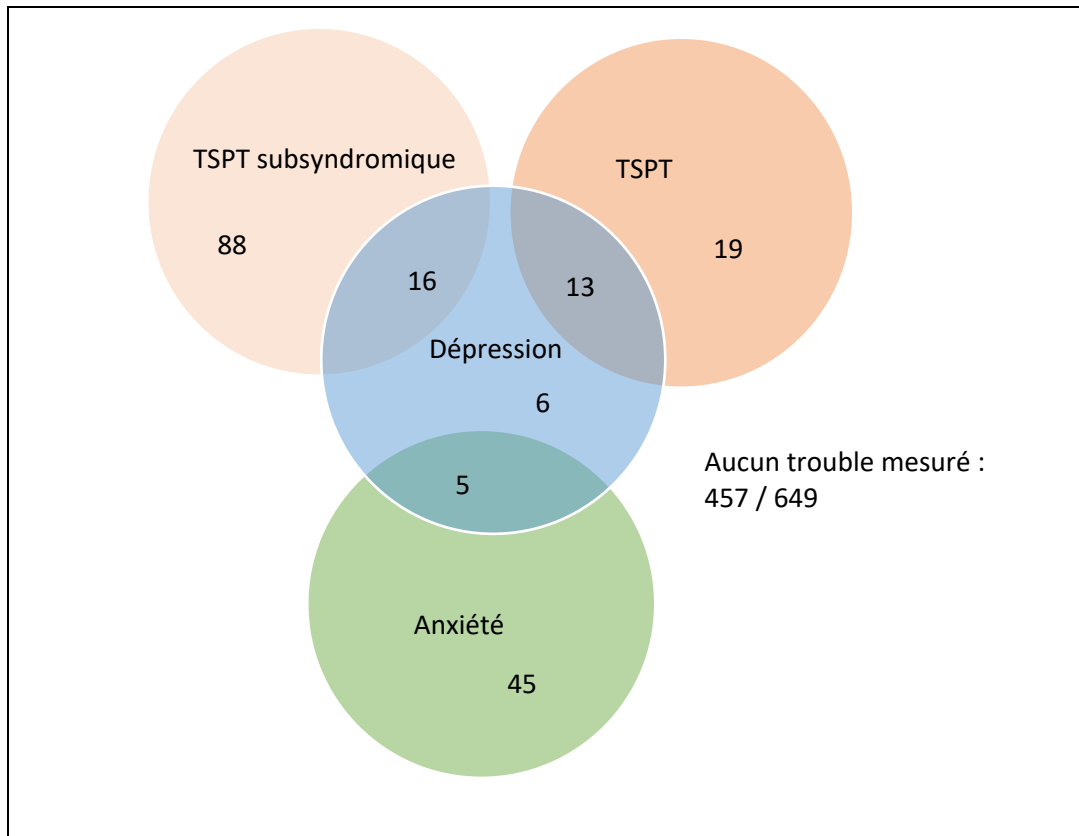 TSPT subsyndromique
TSPT
88
19
16
13
Dépression
6
Aucun trouble mesuré :
457 / 649
5
Anxiété
45